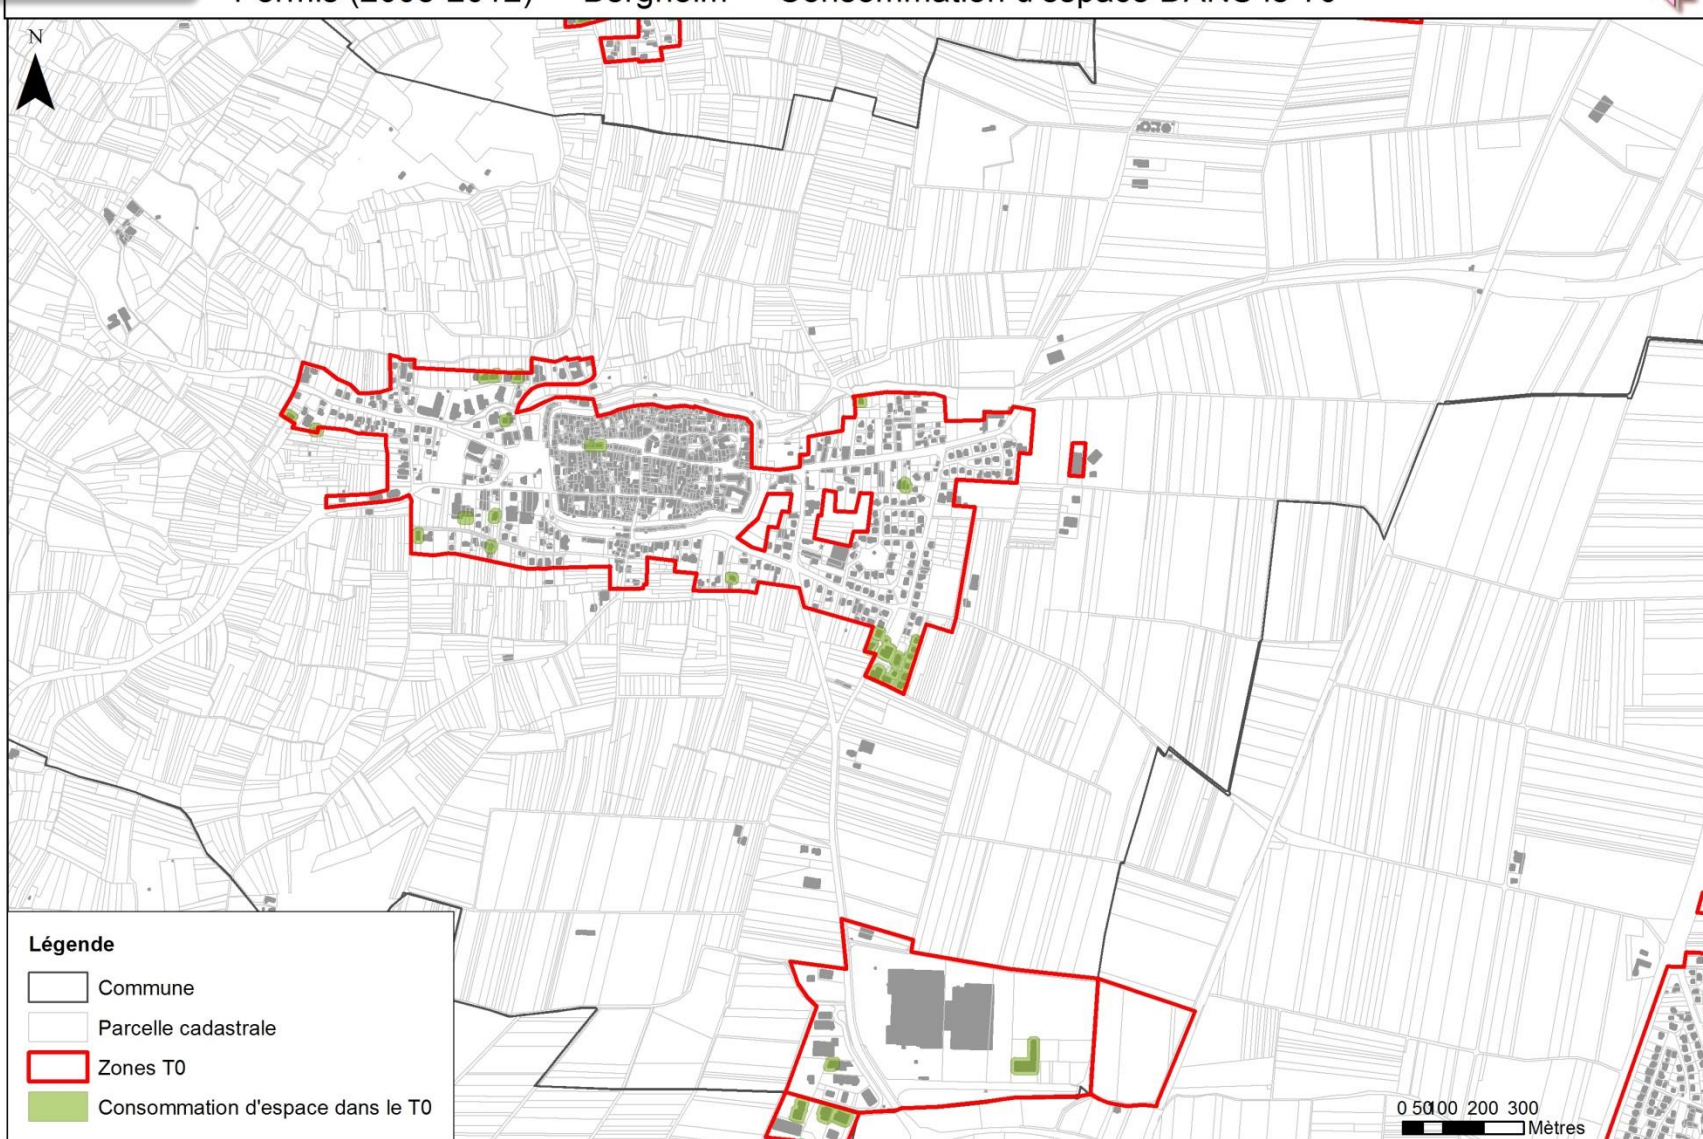 N
Légende
Commune
Parcelle cadastrale
Zones T0
Consommation d'espace dans le T0
0 50 100 200 300
Mètres